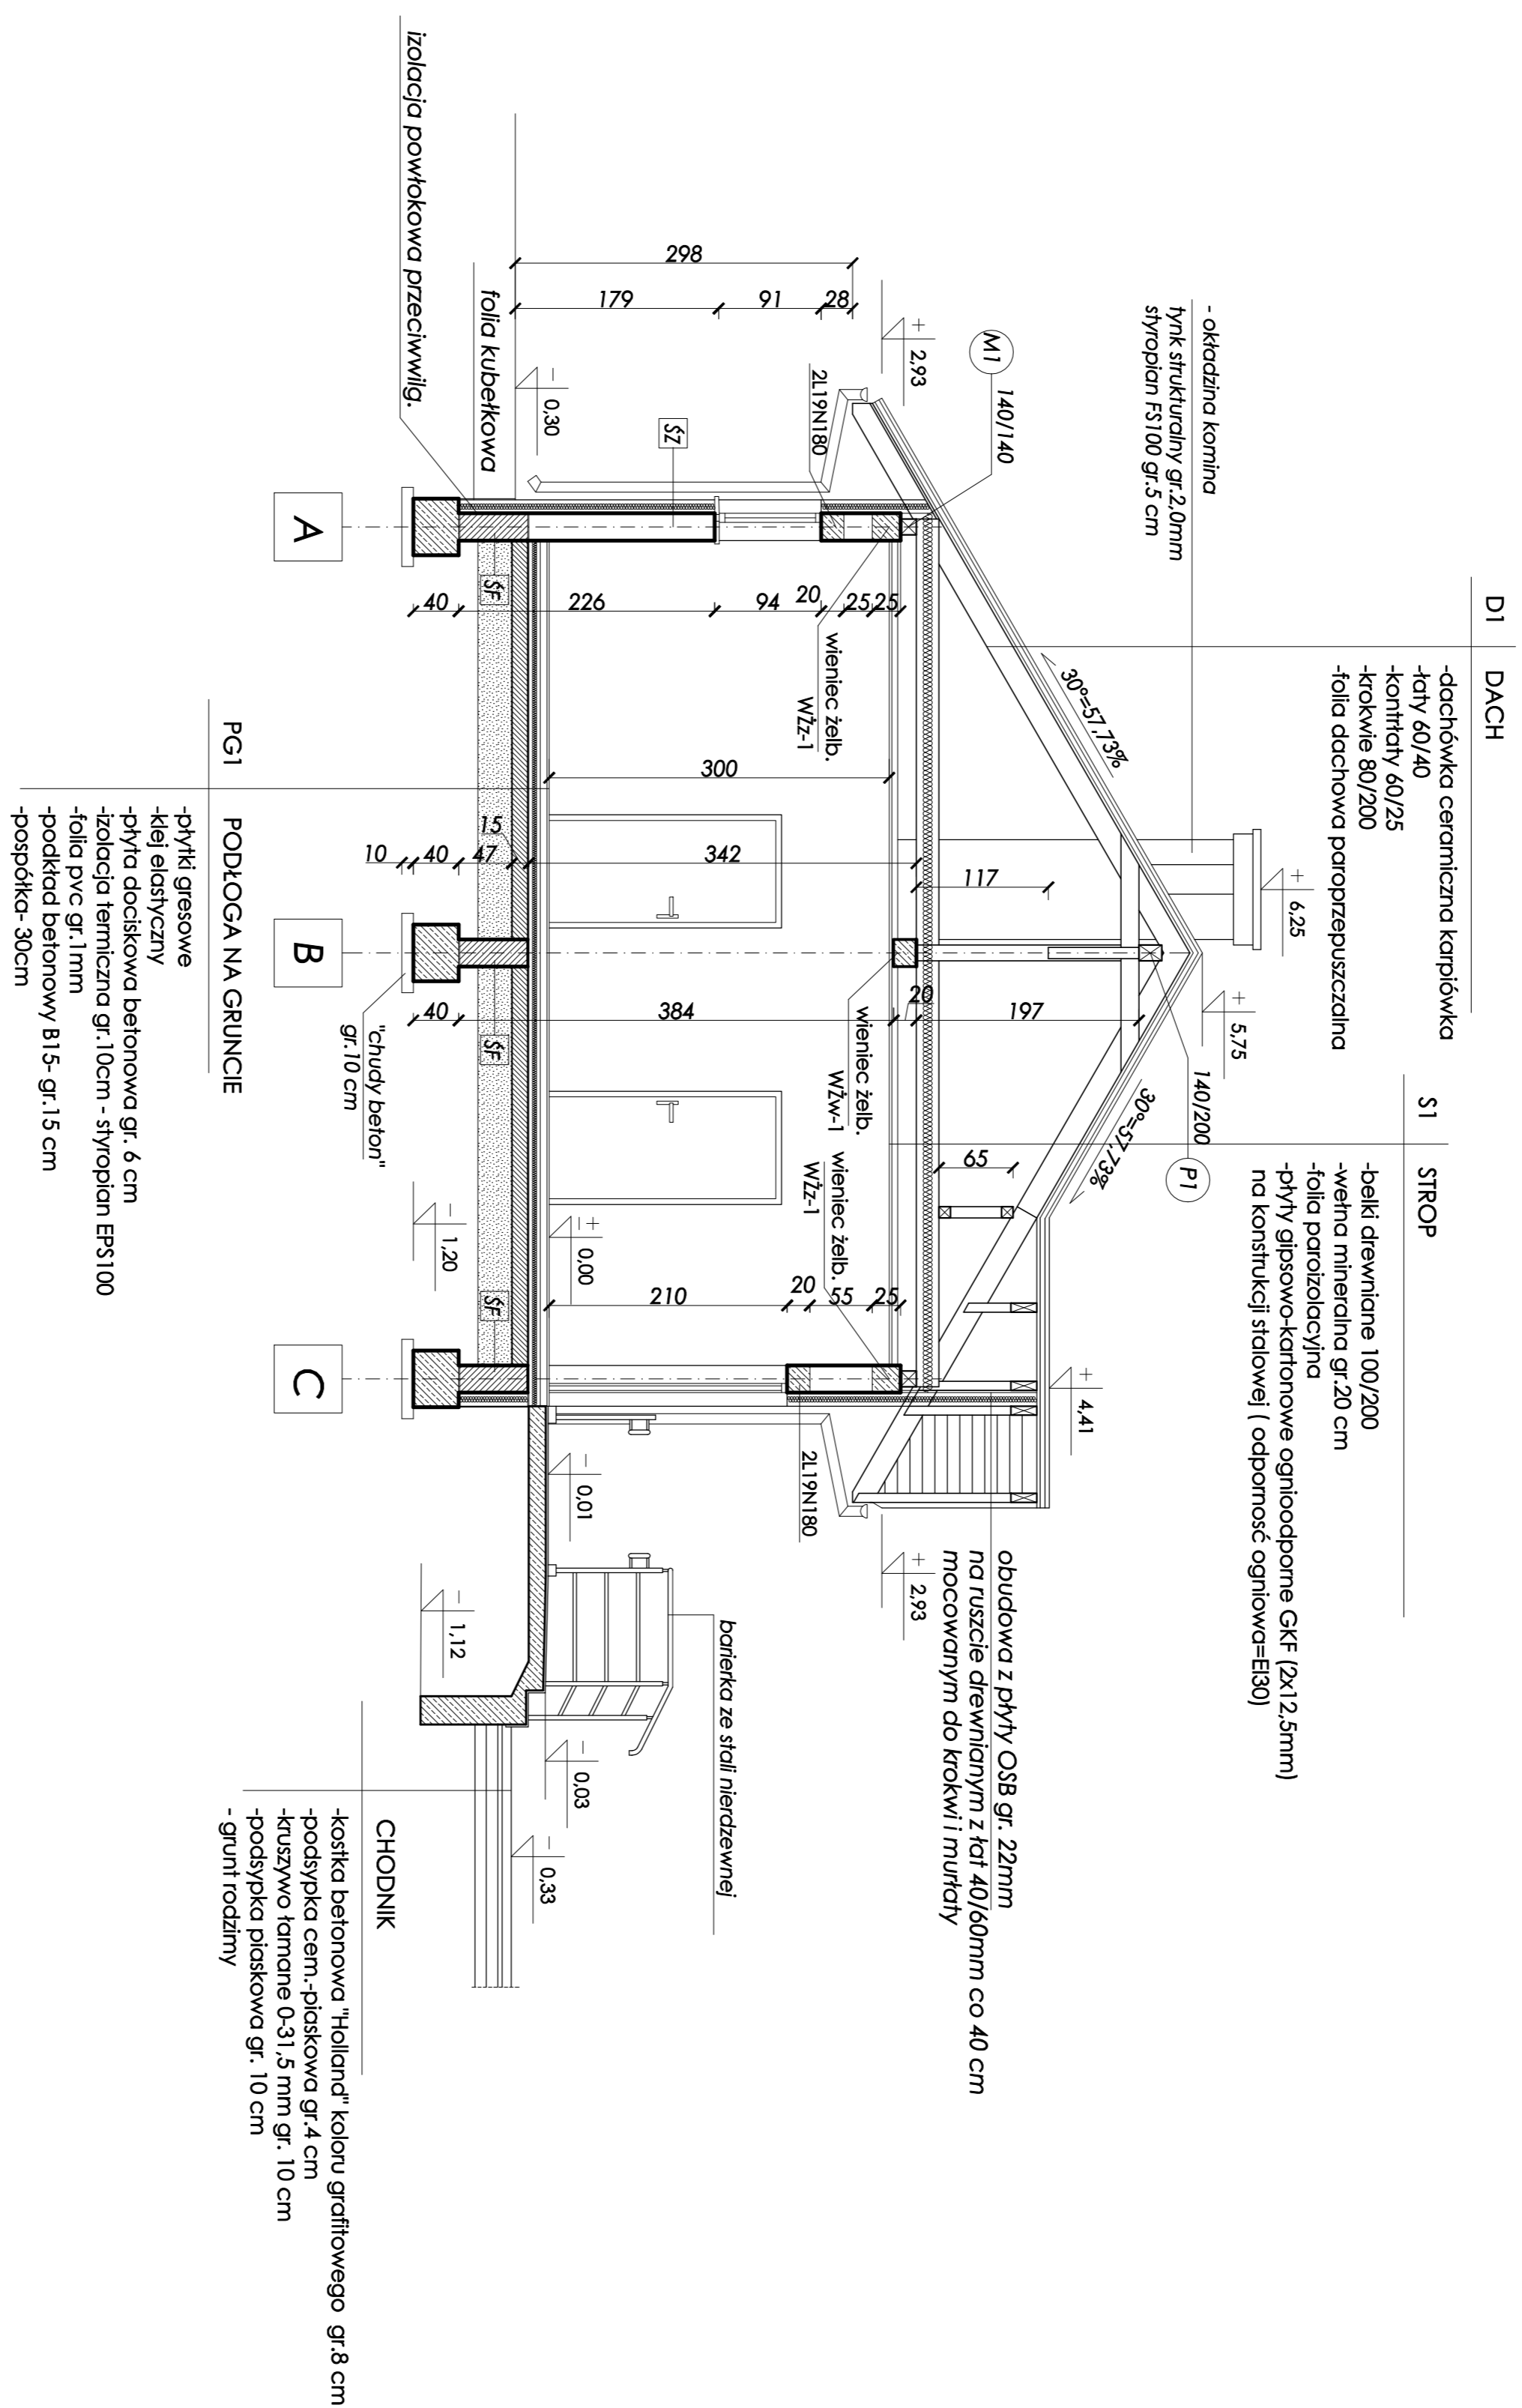 D1 DACH
-dachówka ceramiczna karpiówka
-łaty 60/40
-kontrłaty 60/25
-krokwie 80/200
-folia dachowa paroprzepuszczalna
S1 STROP
-belki drewniane 100/200
-wełna mineralna gr.20 cm
-folia paroizolacyjna
-płyty gipsowo-kartonowe ognioodporne GKF (2x12,5mm)
na konstrukcji stalowej ( odporność ogniowa=EI30)
- okładzina komina
tynk strukturalny gr.2,0mm
styropian FS100 gr.5 cm
+
6,25
+
5,75
140/200
P1
30°=57,73%
30°=57,73%
+
4,41
M1
140/140
+
2,93
+
2,93
117
197
65
20
obudowa z płyty OSB gr. 22mm
na ruszcie drewnianym z łat 40/60mm co 40 cm
mocowanym do krokwi i murłaty
298
179
91
28
2L19N180
2L19N180
wieniec żelb.
WŻz-1
wieniec żelb.
WŻw-1
wieniec żelb.
WŻz-1
ŚZ
40
226
94
20
25
25
300
342
15
47
40
10
384
40
210
20
55
25
barierka ze stali nierdzewnej
−
0,30
±
0,00
−
0,01
−
0,03
−
0,33
−
1,20
−
1,12
folia kubełkowa
izolacja powłokowa przeciwwilg.
ŚF
ŚF
ŚF
"chudy beton"
gr.10 cm
A
B
C
PG1 PODŁOGA NA GRUNCIE
-płytki gresowe
-klej elastyczny
-płyta dociskowa betonowa gr. 6 cm
-izolacja termiczna gr.10cm - styropian EPS100
-folia pvc gr.1mm
-podkład betonowy B15- gr.15 cm
-pospółka- 30cm
CHODNIK
-kostka betonowa "Holland" koloru grafitowego gr.8 cm
-podsypka cem.-piaskowa gr.4 cm
-kruszywo łamane 0-31,5 mm gr. 10 cm
-podsypka piaskowa gr. 10 cm
- grunt rodzimy